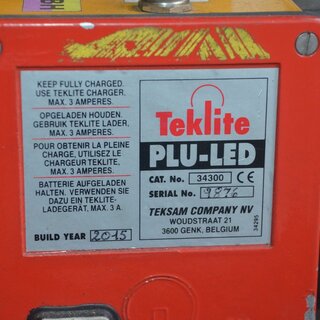 KEEP FULLY CHARGED.
USE TEKLITE CHARGER.
MAX. 3 AMPERES.
OPGELADEN HOUDEN.
GEBRUIK TEKLITE LADER,
MAX. 3 AMPERES.
POUR OBTENIR LA PLEINE
CHARGE, UTILISEZ LE
CHARGEUR TEKLITE,
MAX. 3 AMPERES.
BATTERIE AUFGELADEN
HALTEN. VERWENDEN SIE
DAZU EIN TEKLITE-
LADEGERÄT, MAX. 3 A.
BUILD YEAR 2015
Teklite
PLU-LED
CAT. No. 34300 CE
SERIAL No. 9876
TEKSAM COMPANY NV
WOUDSTRAAT 21
3600 GENK, BELGIUM
34295